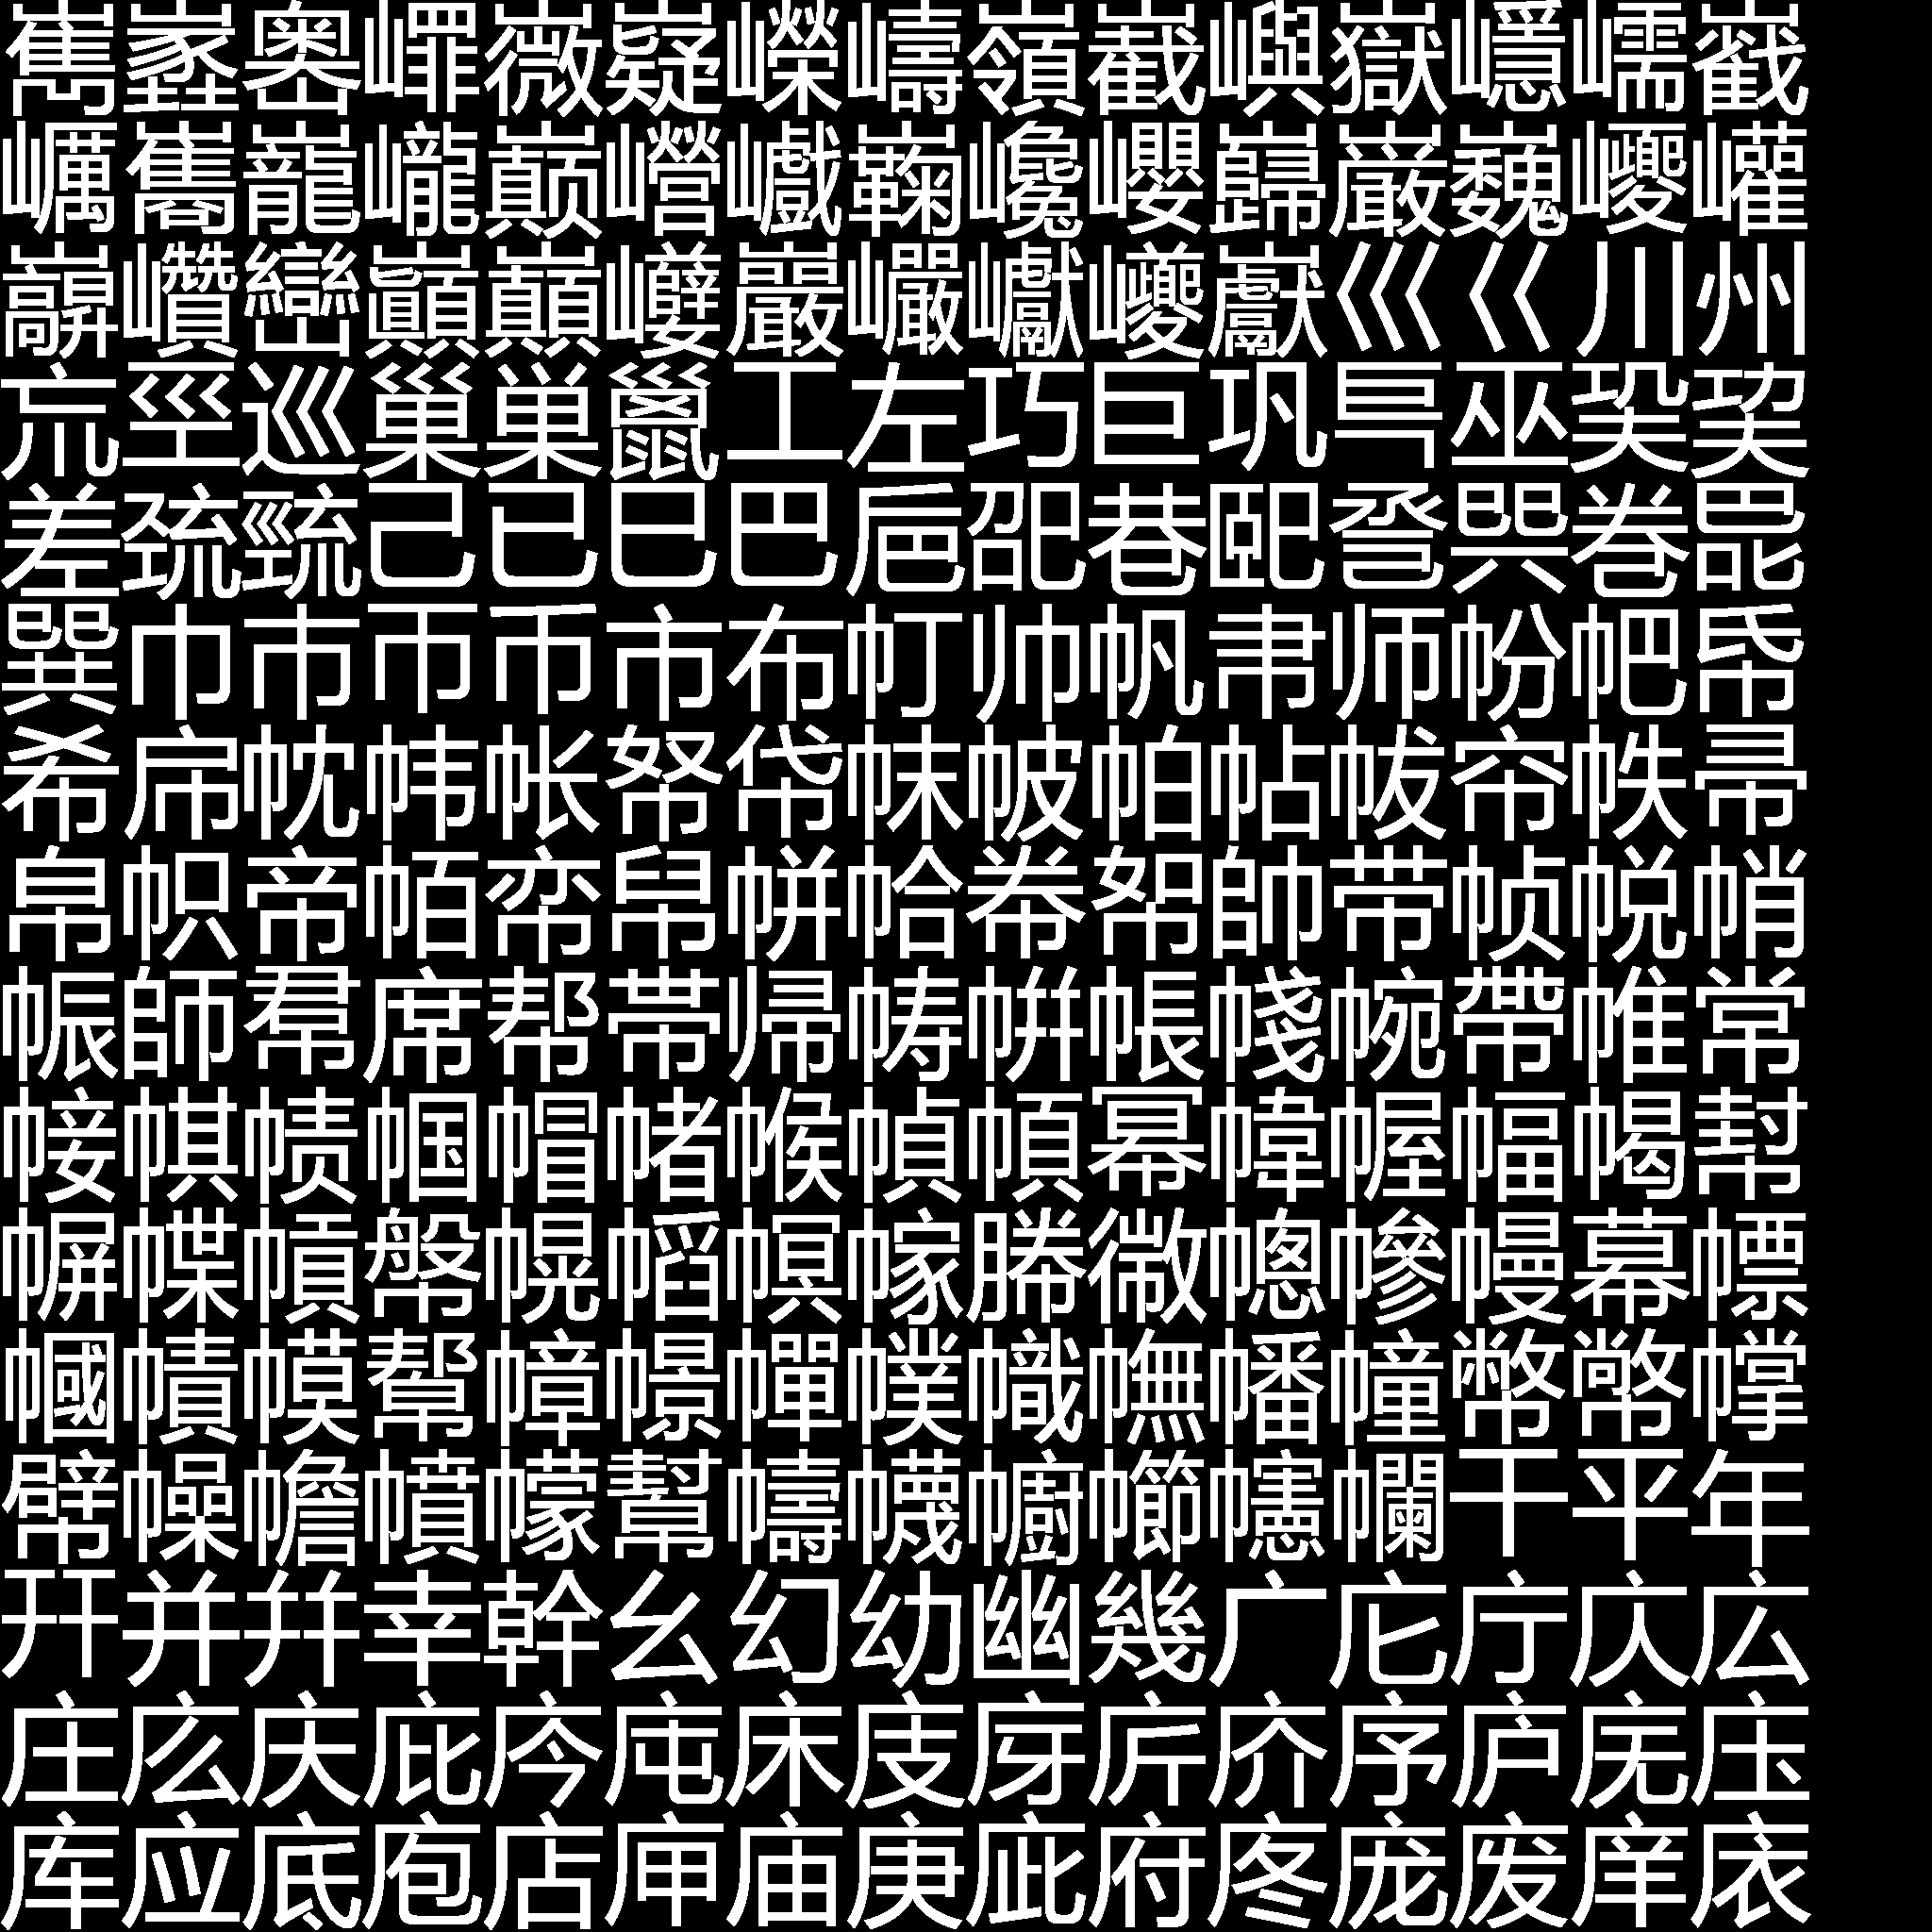 嶲嶳嶴嶵嶶嶷嶸嶹嶺嶻嶼嶽嶾嶿巀
巁巂巃巄巅巆巇巈巉巊巋巌巍巎巏
巐巑巒巓巔巕巖巗巘巙巚巛巜川州
巟巠巡巢巣巤工左巧巨巩巪巫巬巭
差巯巰己已巳巴巵巶巷巸巹巺巻巼
巽巾巿帀币市布帄帅帆帇师帉帊帋
希帍帎帏帐帑帒帓帔帕帖帗帘帙帚
帛帜帝帞帟帠帡帢帣帤帥带帧帨帩
帪師帬席帮帯帰帱帲帳帴帵帶帷常
帹帺帻帼帽帾帿幀幁幂幃幄幅幆幇
幈幉幊幋幌幍幎幏幐幑幒幓幔幕幖
幗幘幙幚幛幜幝幞幟幠幡幢幣幤幥
幦幧幨幩幪幫幬幭幮幯幰幱干平年
幵并幷幸幹幺幻幼幽幾广庀庁庂広
庄庅庆庇庈庉床庋庌庍庎序庐庑庒
库应底庖店庘庙庚庛府庝庞废庠庡